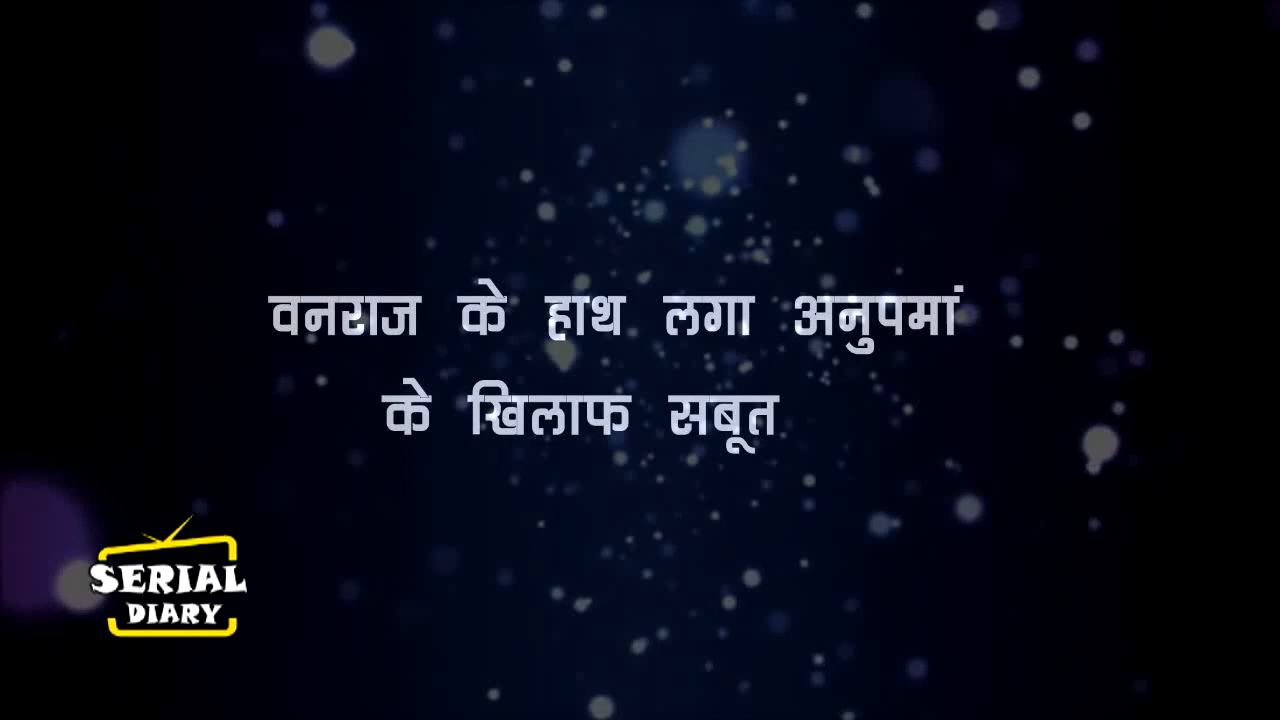 वनराज के हाथ लगा अनुपमां
के खिलाफ सबूत
SERIAL
DIARY